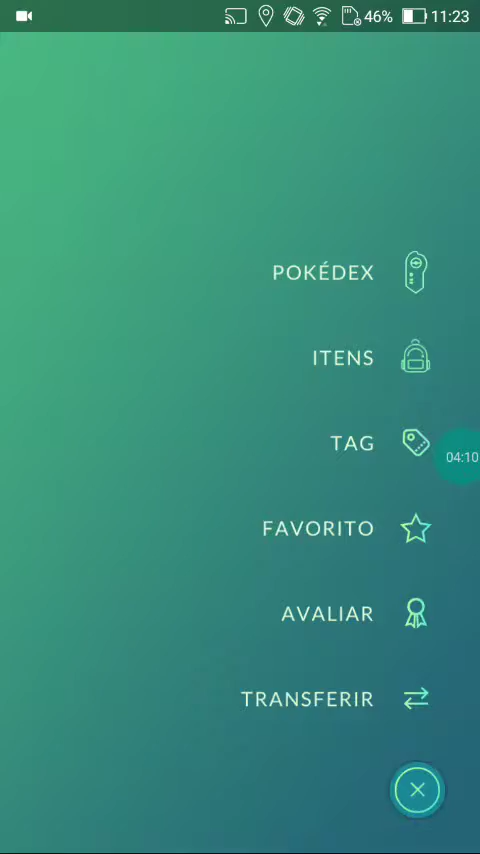 46% 11:23
POKÉDEX
ITENS
TAG
04:10
FAVORITO
AVALIAR
TRANSFERIR